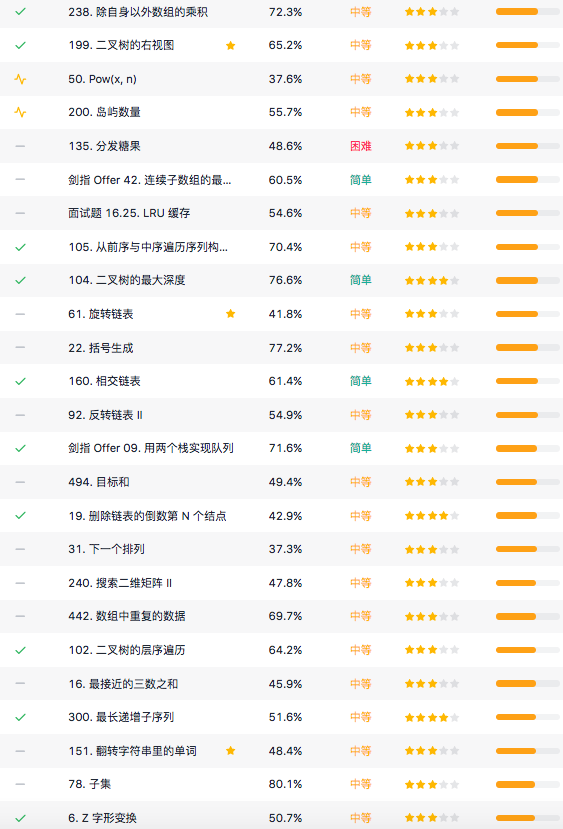 238. 除自身以外数组的乘积 72.3% 中等
199. 二叉树的右视图 65.2% 中等
50. Pow(x, n) 37.6% 中等
200. 岛屿数量 55.7% 中等
135. 分发糖果 48.6% 困难
剑指 Offer 42. 连续子数组的最... 60.5% 简单
面试题 16.25. LRU 缓存 54.6% 中等
105. 从前序与中序遍历序列构... 70.4% 中等
104. 二叉树的最大深度 76.6% 简单
61. 旋转链表 41.8% 中等
22. 括号生成 77.2% 中等
160. 相交链表 61.4% 简单
92. 反转链表 II 54.9% 中等
剑指 Offer 09. 用两个栈实现队列 71.6% 简单
494. 目标和 49.4% 中等
19. 删除链表的倒数第 N 个结点 42.9% 中等
31. 下一个排列 37.3% 中等
240. 搜索二维矩阵 II 47.8% 中等
442. 数组中重复的数据 69.7% 中等
102. 二叉树的层序遍历 64.2% 中等
16. 最接近的三数之和 45.9% 中等
300. 最长递增子序列 51.6% 中等
151. 翻转字符串里的单词 48.4% 中等
78. 子集 80.1% 中等
6. Z 字形变换 50.7% 中等